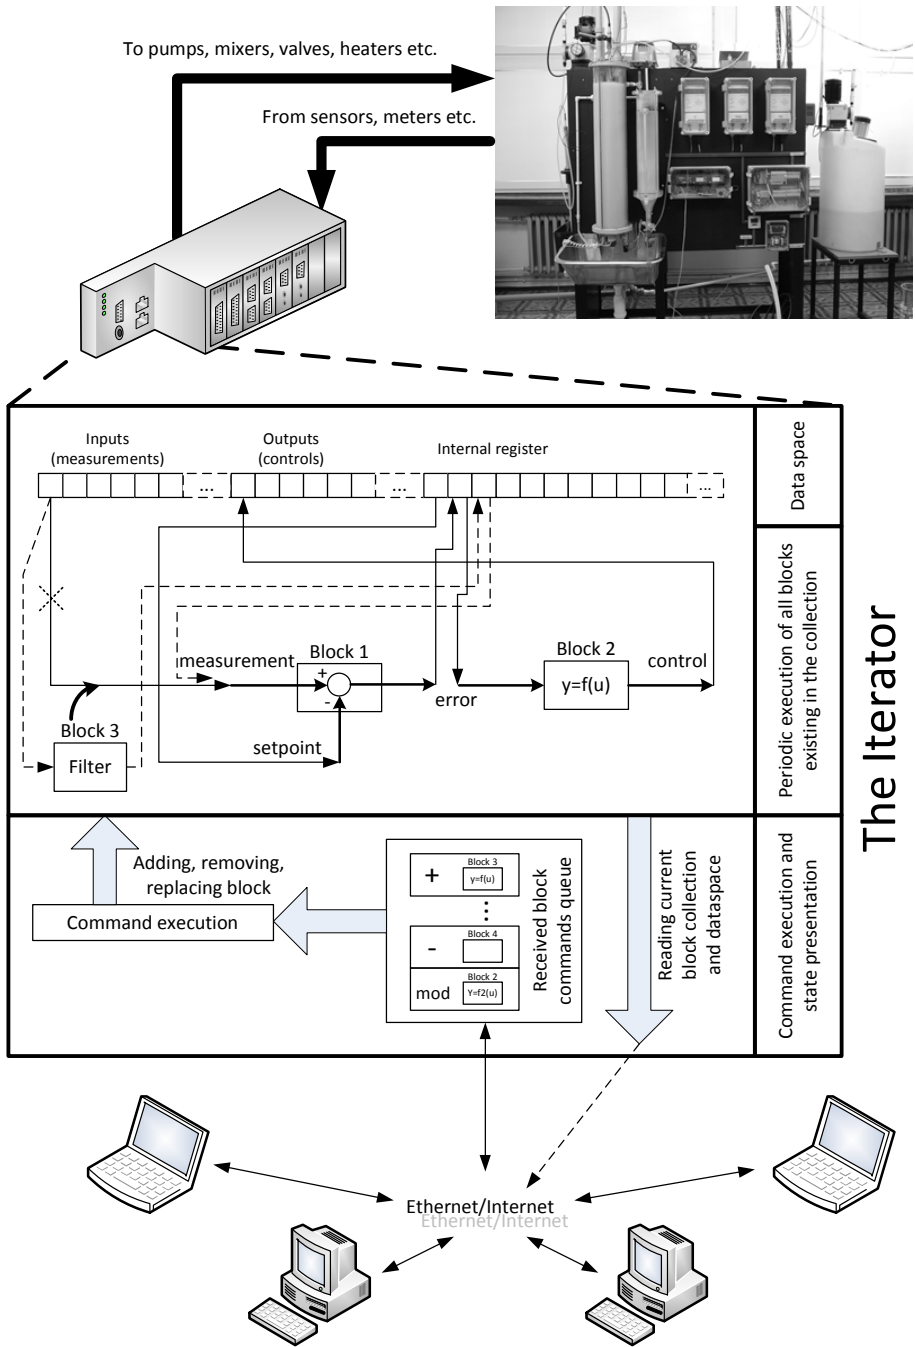 To pumps, mixers, valves, heaters etc.
From sensors, meters etc.
Inputs
(measurements)
Outputs
(controls)
Internal register
...
...
...
Data space
Block 1
measurement
+
-
Block 2
y=f(u)
control
error
Block 3
Filter
setpoint
Periodic execution of all blocks
existing in the collection
The Iterator
Adding, removing,
replacing block
Command execution
+
Block 3
y=f(u)
...
-
Block 4
mod
Block 2
Y=f2(u)
Received block
commands queue
Reading current
block collection
and dataspace
Command execution and
state presentation
Ethernet/Internet
Ethernet/Internet